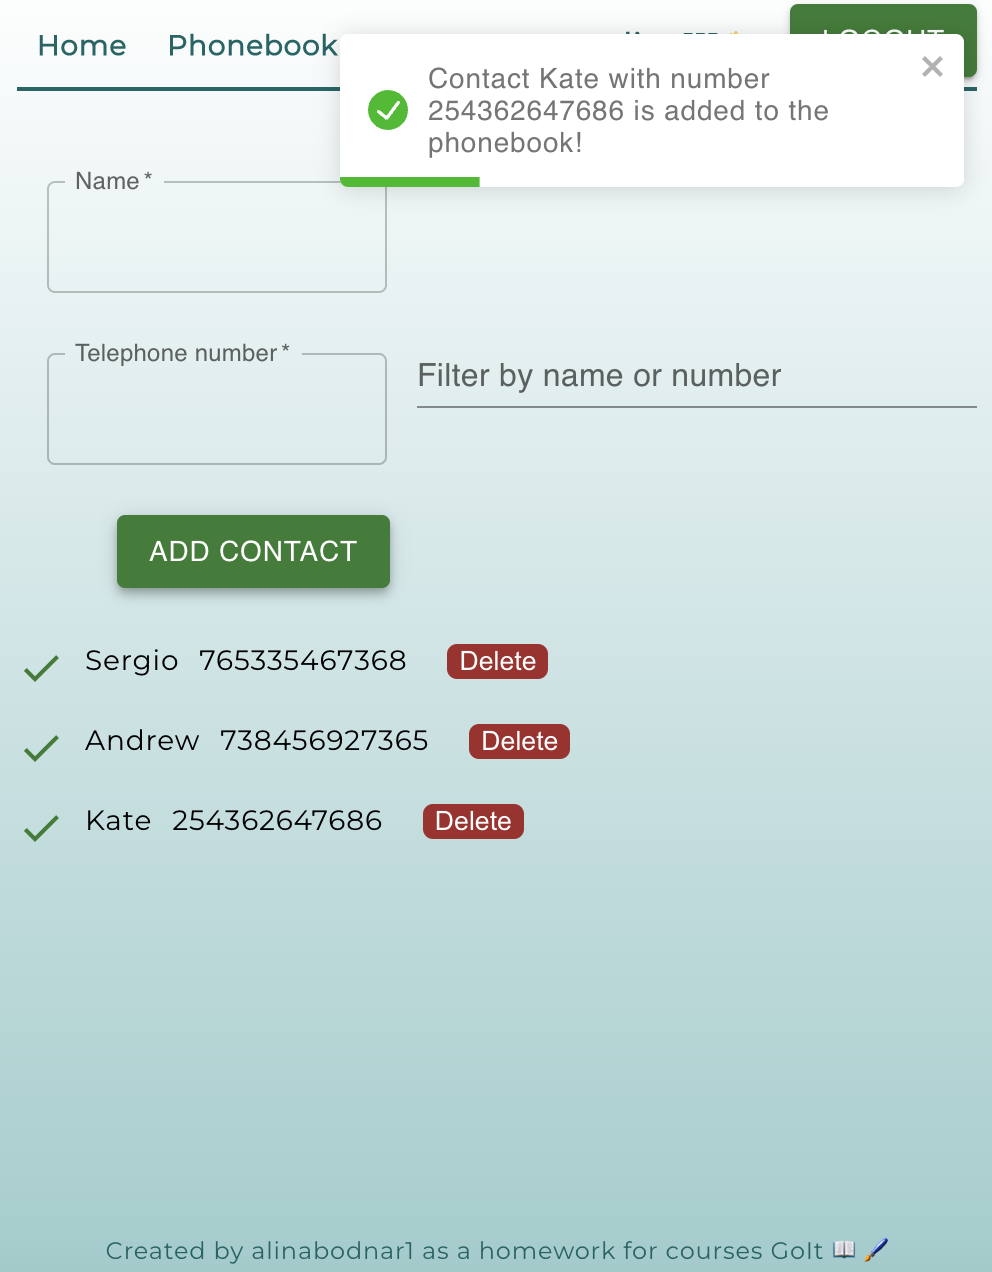 Home Phonebook
Contact Kate with number
254362647686 is added to the
phonebook!
Name *
Telephone number *
Filter by name or number
ADD CONTACT
Sergio 765335467368 Delete
Andrew 738456927365 Delete
Kate 254362647686 Delete
Created by alinabodnar1 as a homework for courses GoIt 📖 🖌️